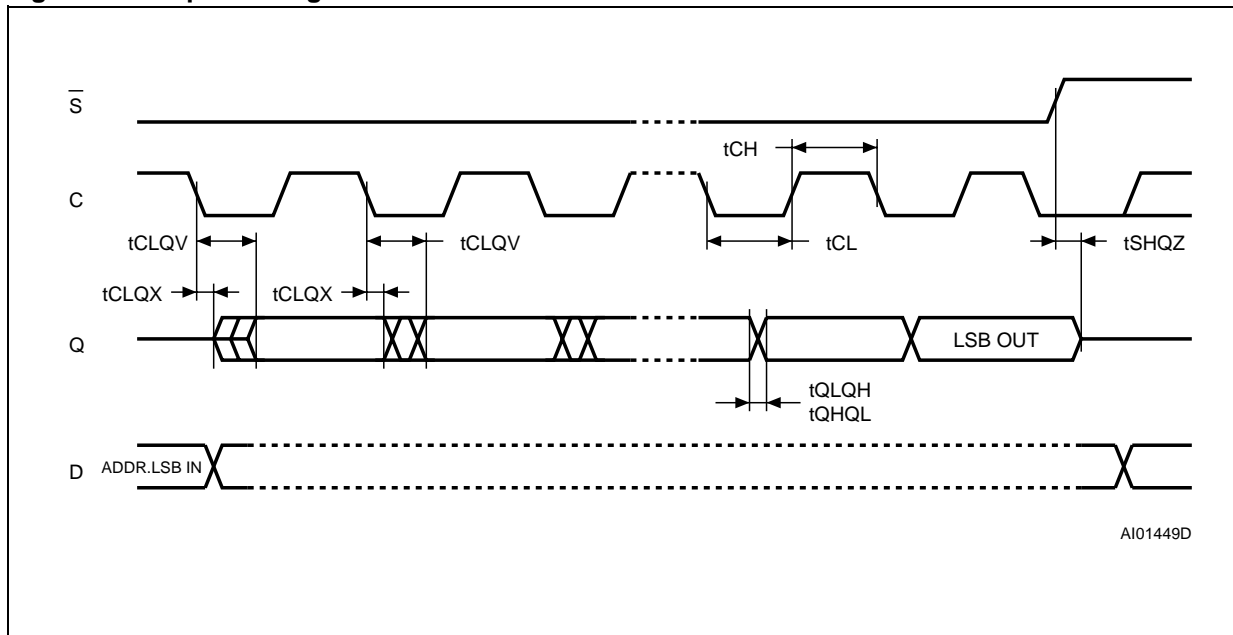 S
tCH
C
tCLQV
tCLQV
tCL
tSHQZ
tCLQX
tCLQX
Q
LSB OUT
tQLQH
tQHQL
D
ADDR.LSB IN
AI01449D